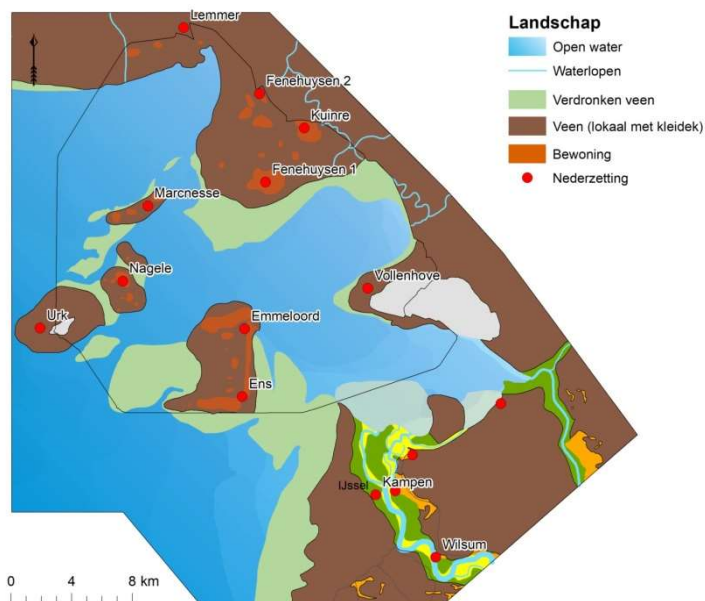 Lemmer
Fenehuysen 2
Kuinre
Fenehuysen 1
Marcnesse
Nagele
Vollenhove
Urk
Emmeloord
Ens
IJssel
Kampen
Wilsum
0 4 8 km
Landschap
Open water
Waterlopen
Verdronken veen
Veen (lokaal met kleidek)
Bewoning
Nederzetting